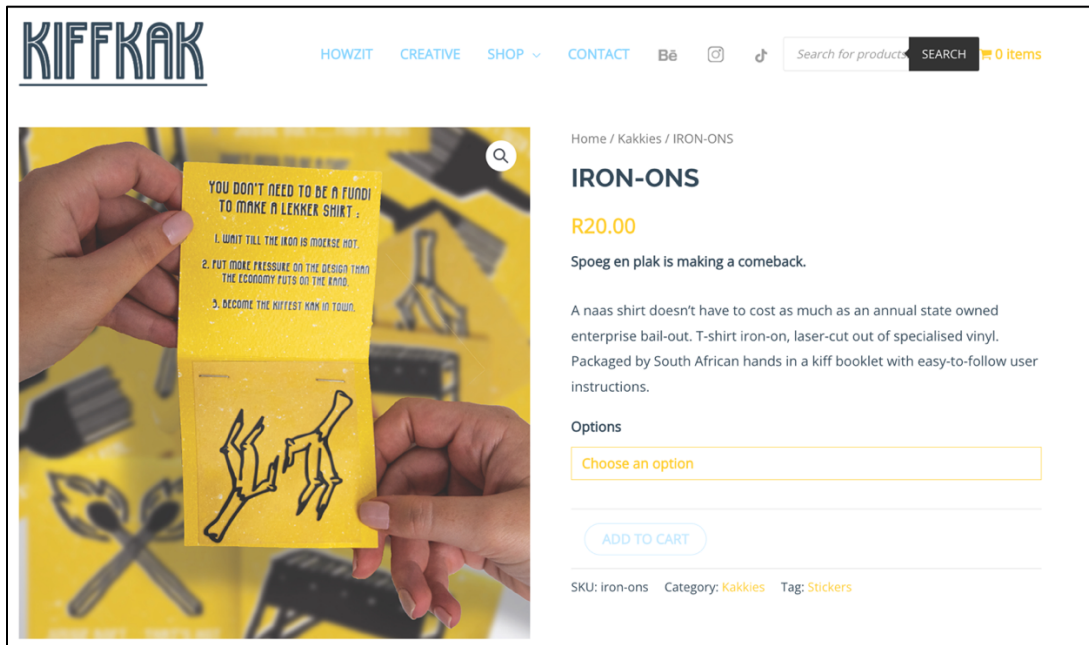 KIFFKAK
HOWZIT CREATIVE SHOP CONTACT Bē Search for products SEARCH 0 items
Home / Kakkies / IRON-ONS
IRON-ONS
R20.00
Spoeg en plak is making a comeback.
A naas shirt doesn't have to cost as much as an annual state owned
enterprise bail-out. T-shirt iron-on, laser-cut out of specialised vinyl.
Packaged by South African hands in a kiff booklet with easy-to-follow user
instructions.
Options
Choose an option
ADD TO CART
SKU: iron-ons Category: Kakkies Tag: Stickers
YOU DON'T NEED TO BE A FUNDI
TO MAKE A LEKKER SHIRT :
1. WAIT TILL THE IRON IS MOERSE HOT.
2. PUT MORE PRESSURE ON THE DESIGN THAN
THE ECONOMY PUTS ON THE RAND.
3. BECOME THE KIFFEST KAK IN TOWN.